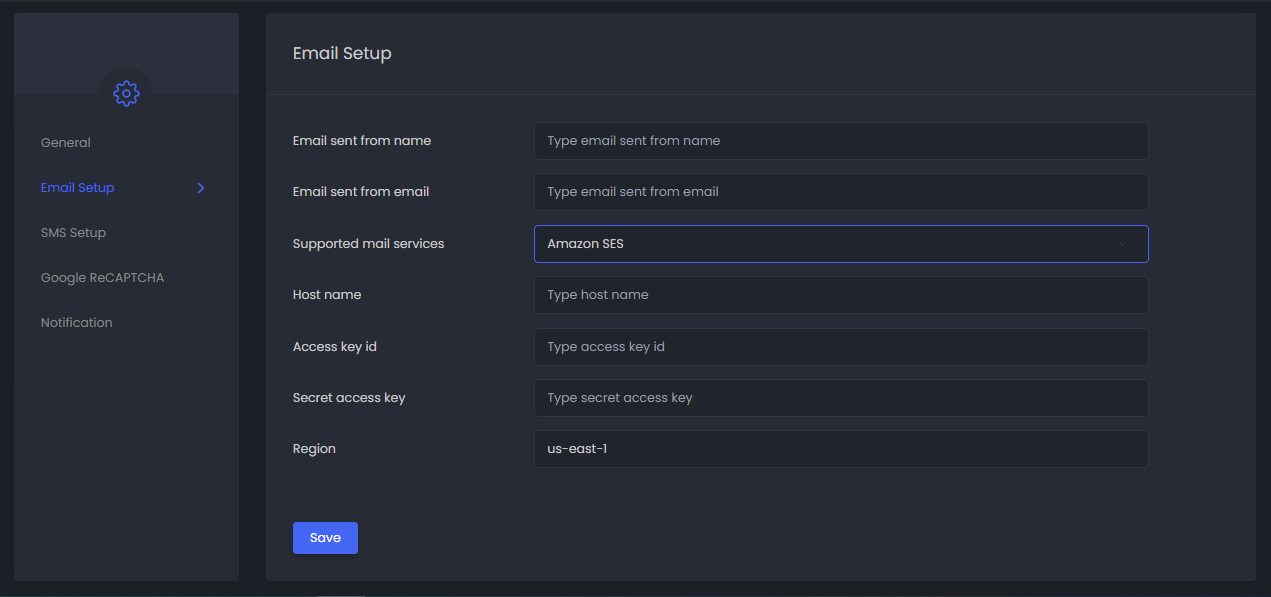 Email Setup
General
Email Setup
SMS Setup
Google ReCAPTCHA
Notification
Email sent from name
Type email sent from name
Email sent from email
Type email sent from email
Supported mail services
Amazon SES
Host name
Type host name
Access key id
Type access key id
Secret access key
Type secret access key
Region
us-east-1
Save